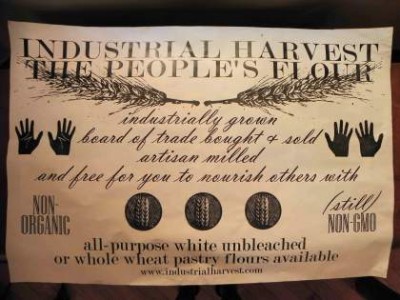 INDUSTRIAL HARVEST
THE PEOPLE'S FLOUR
industrially grown
board of trade bought + sold
artisan milled
and free for you to nourish others with
NON-
ORGANIC
(still)
NON-GMO
all-purpose white unbleached
or whole wheat pastry flours available
www.industrialharvest.com